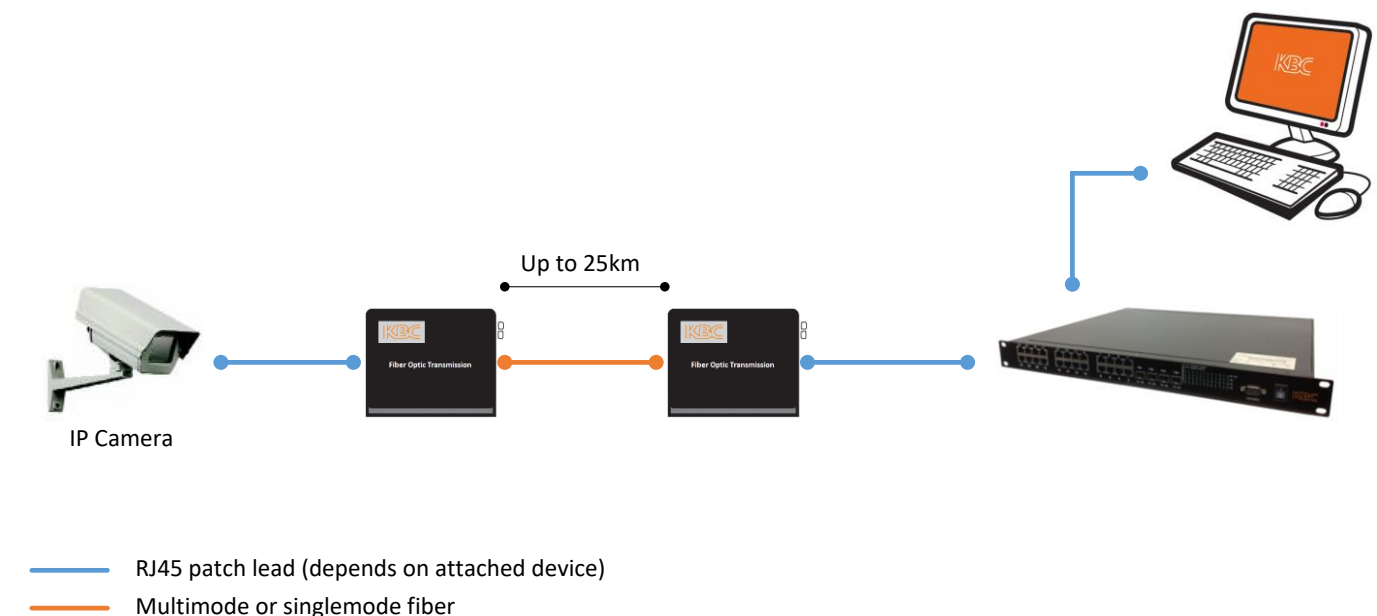 KBC
Up to 25km
KBC
Fiber Optic Transmission
KBC
Fiber Optic Transmission
IP Camera
RJ45 patch lead (depends on attached device)
Multimode or singlemode fiber